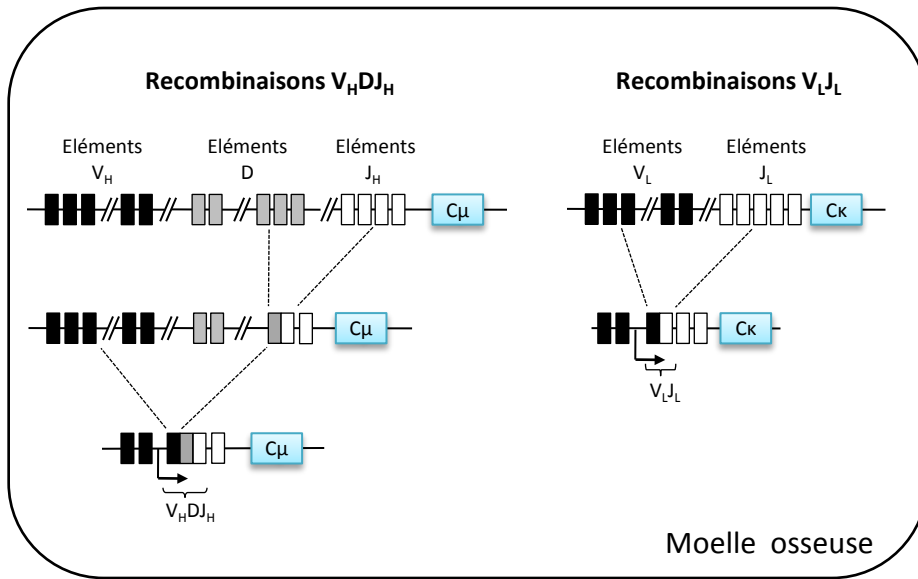 Recombinaisons VHDJH
Eléments
VH
Eléments
D
Eléments
JH
Cμ
Cμ
Cμ
VHDJH
Recombinaisons VLJL
Eléments
VL
Eléments
JL
Cκ
Cκ
VLJL
Moelle osseuse